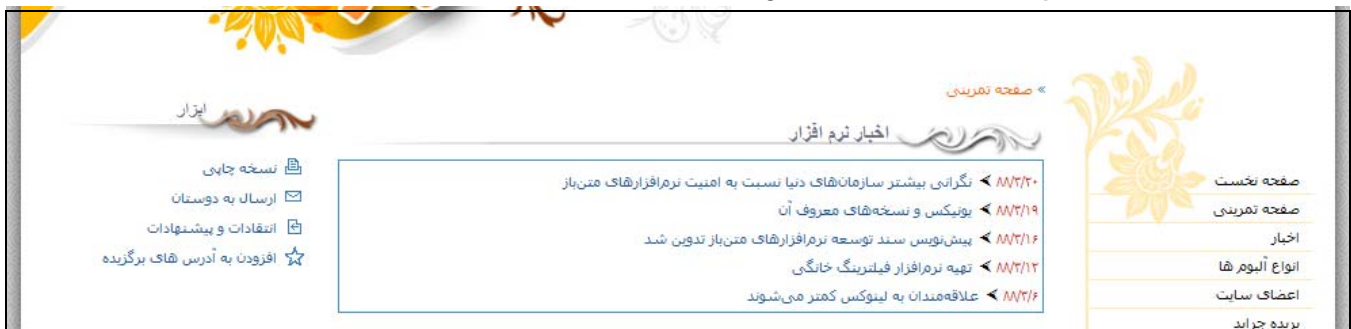 صفحه نخست
صفحه تمرینی
اخبار
انواع آلبوم ها
اعضای سایت
بریده جراید
» صفحه تمرینی
اخبار نرم افزار
۸۸/۳/۲۰ ➤ نگرانی بیشتر سازمان‌های دنیا نسبت به امنیت نرم‌افزارهای متن‌باز
۸۸/۳/۱۹ ➤ یونیکس و نسخه‌های معروف آن
۸۸/۳/۱۶ ➤ پیش‌نویس سند توسعه نرم‌افزارهای متن‌باز تدوین شد
۸۸/۳/۱۲ ➤ تهیه نرم‌افزار فیلترینگ خانگی
۸۸/۳/۶ ➤ علاقه‌مندان به لینوکس کمتر می‌شوند
ابزار
نسخه چاپی
ارسال به دوستان
انتقادات و پیشنهادات
افزودن به آدرس های برگزیده